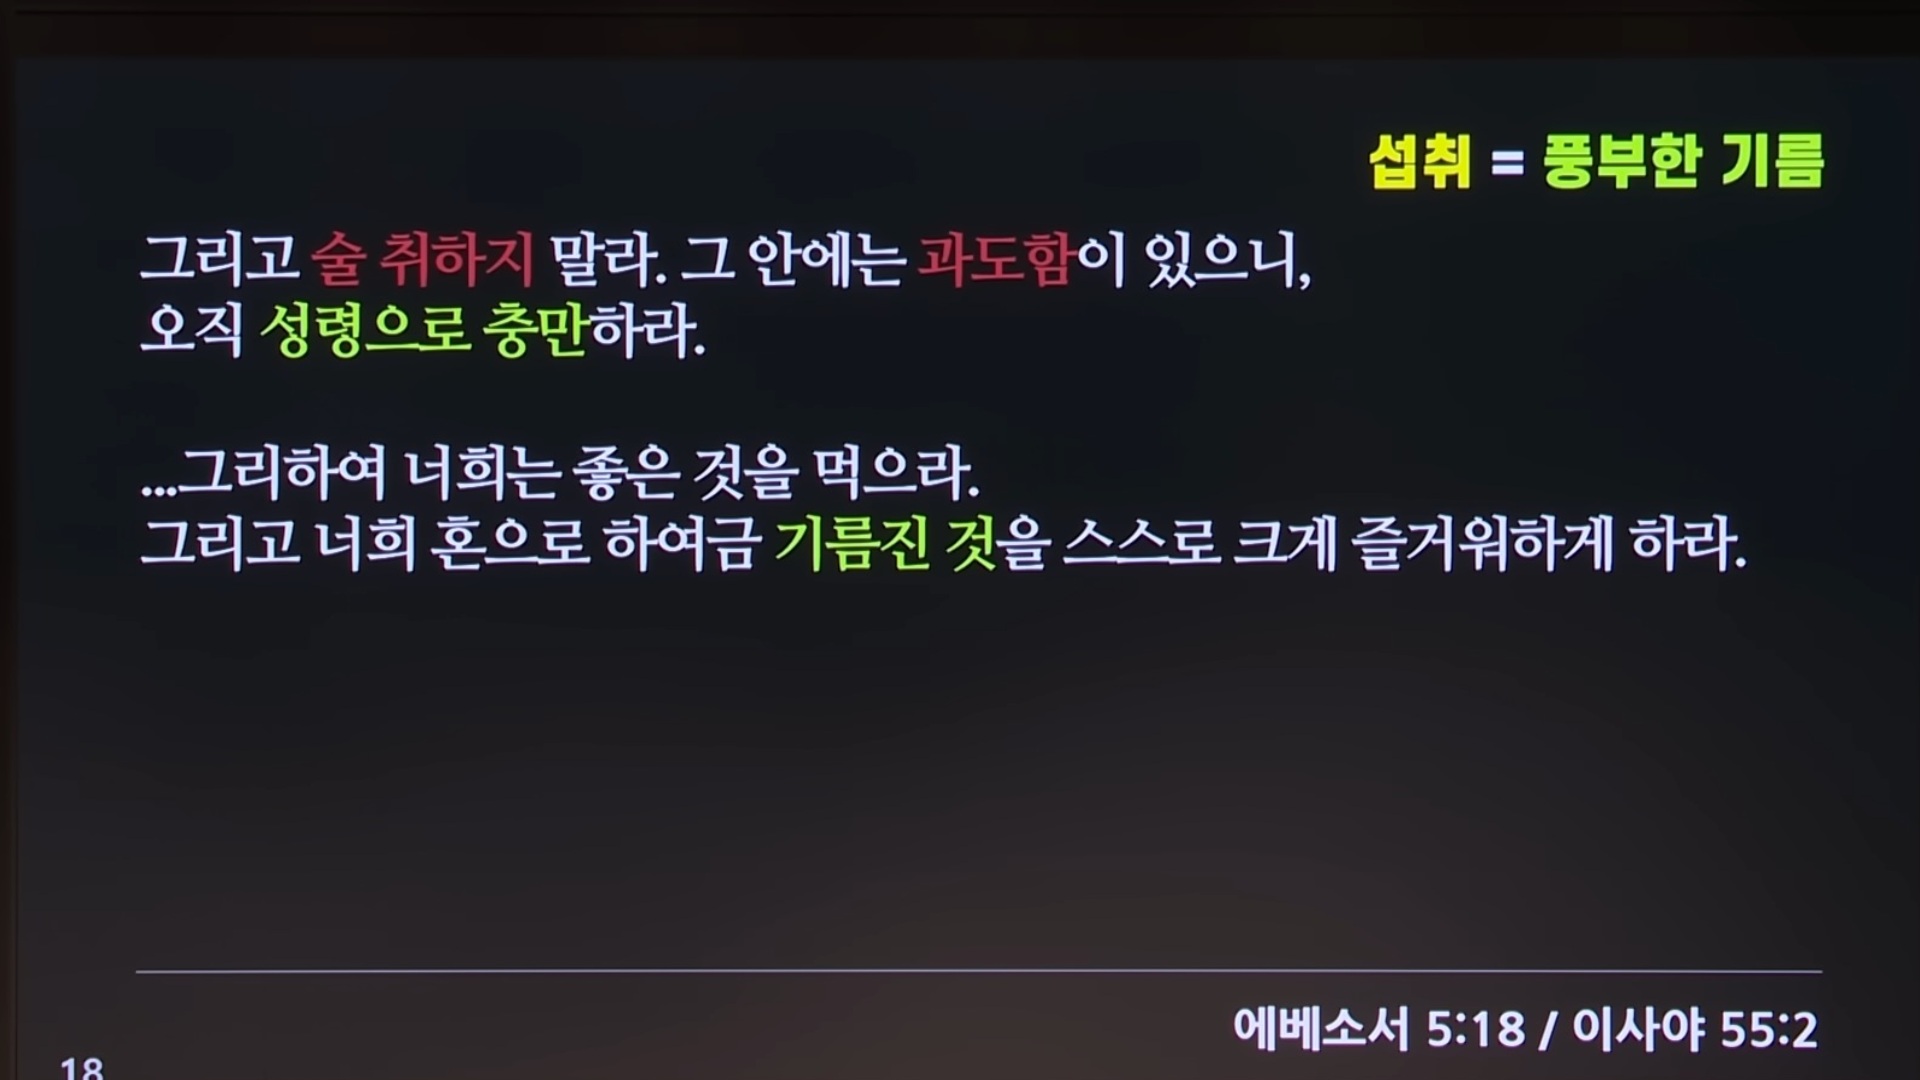 섭취 = 풍부한 기름
그리고 술 취하지 말라. 그 안에는 과도함이 있으니,
오직 성령으로 충만하라.
...그리하여 너희는 좋은 것을 먹으라.
그리고 너희 혼으로 하여금 기름진 것을 스스로 크게 즐거워하게 하라.
에베소서 5:18 / 이사야 55:2
18